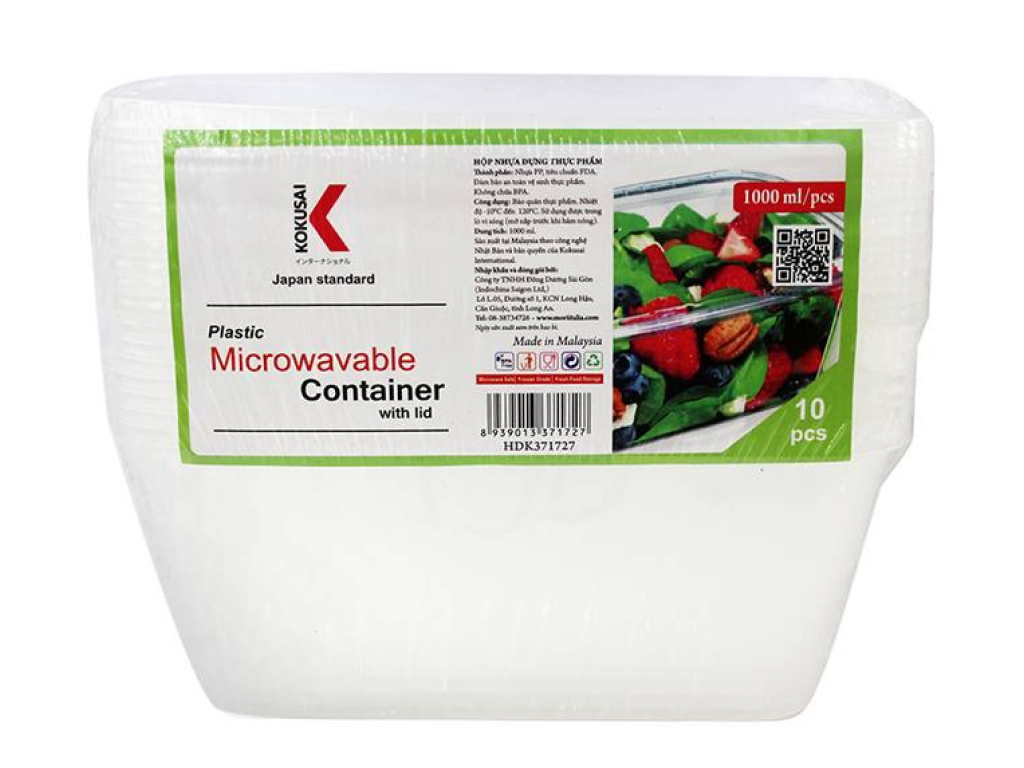 KOKUSAI
インターナショナル
Japan standard
Plastic
Microwavable
Container
with lid
HỘP NHỰA ĐỰNG THỰC PHẨM
Thành phần: Nhựa PP, tiêu chuẩn FDA.
Đảm bảo an toàn vệ sinh thực phẩm.
Không chứa BPA.
Công dụng: Bảo quản thực phẩm. Nhiệt
độ -10°C đến 120°C. Sử dụng được trong
lò vi sóng (mở nắp trước khi hâm nóng).
Dung tích: 1000 ml.
Sản xuất tại Malaysia theo công nghệ
Nhật Bản và bản quyền của Kokusai
International.
Nhập khẩu và đóng gói bởi:
Công ty TNHH Đông Dương Sài Gòn
(Indochina Saigon Ltd,)
Lô L.05, Đường số 1, KCN Long Hậu,
Cần Giuộc, tỉnh Long An.
Tel: 08-38734726 - www.moriitalia.com
Ngày sản xuất xem trên bao bì.
Made in Malaysia
Microwave Safe Freezer Grade Fresh Food Storage
8 939013 371727
HDK371727
1000 ml/pcs
10
pcs